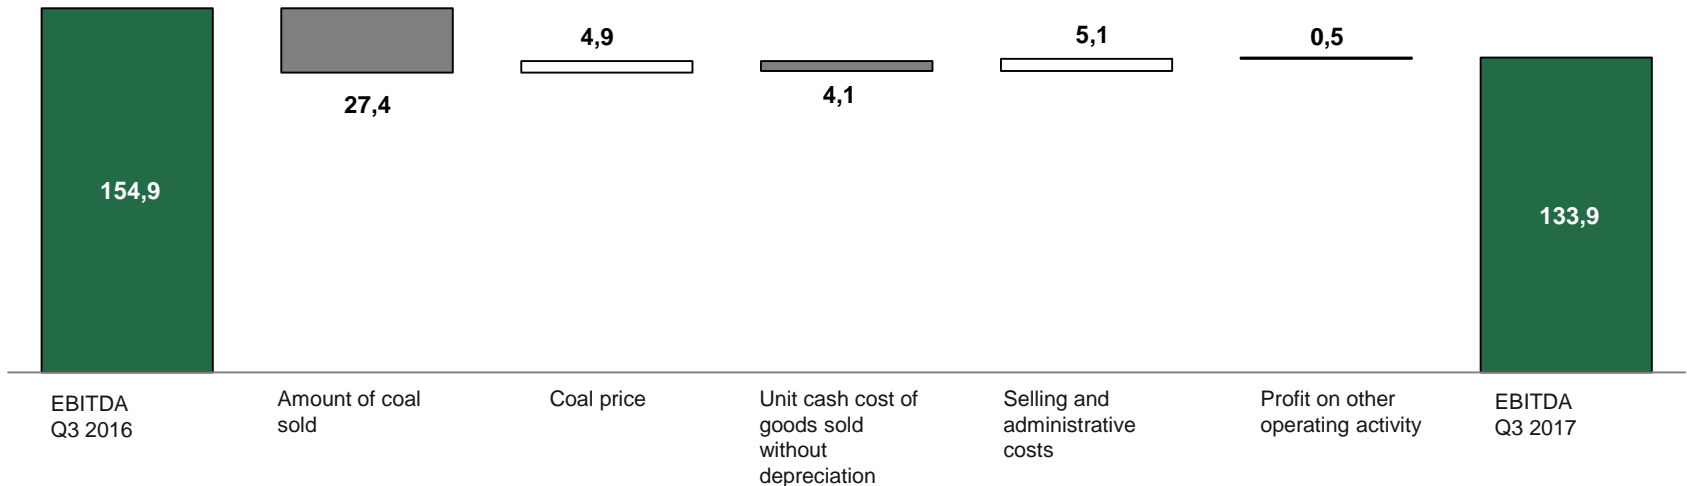 4,9
5,1
0,5
27,4
4,1
154,9
133,9
EBITDA
Q3 2016
Amount of coal
sold
Coal price
Unit cash cost of
goods sold
without
depreciation
Selling and
administrative
costs
Profit on other
operating activity
EBITDA
Q3 2017